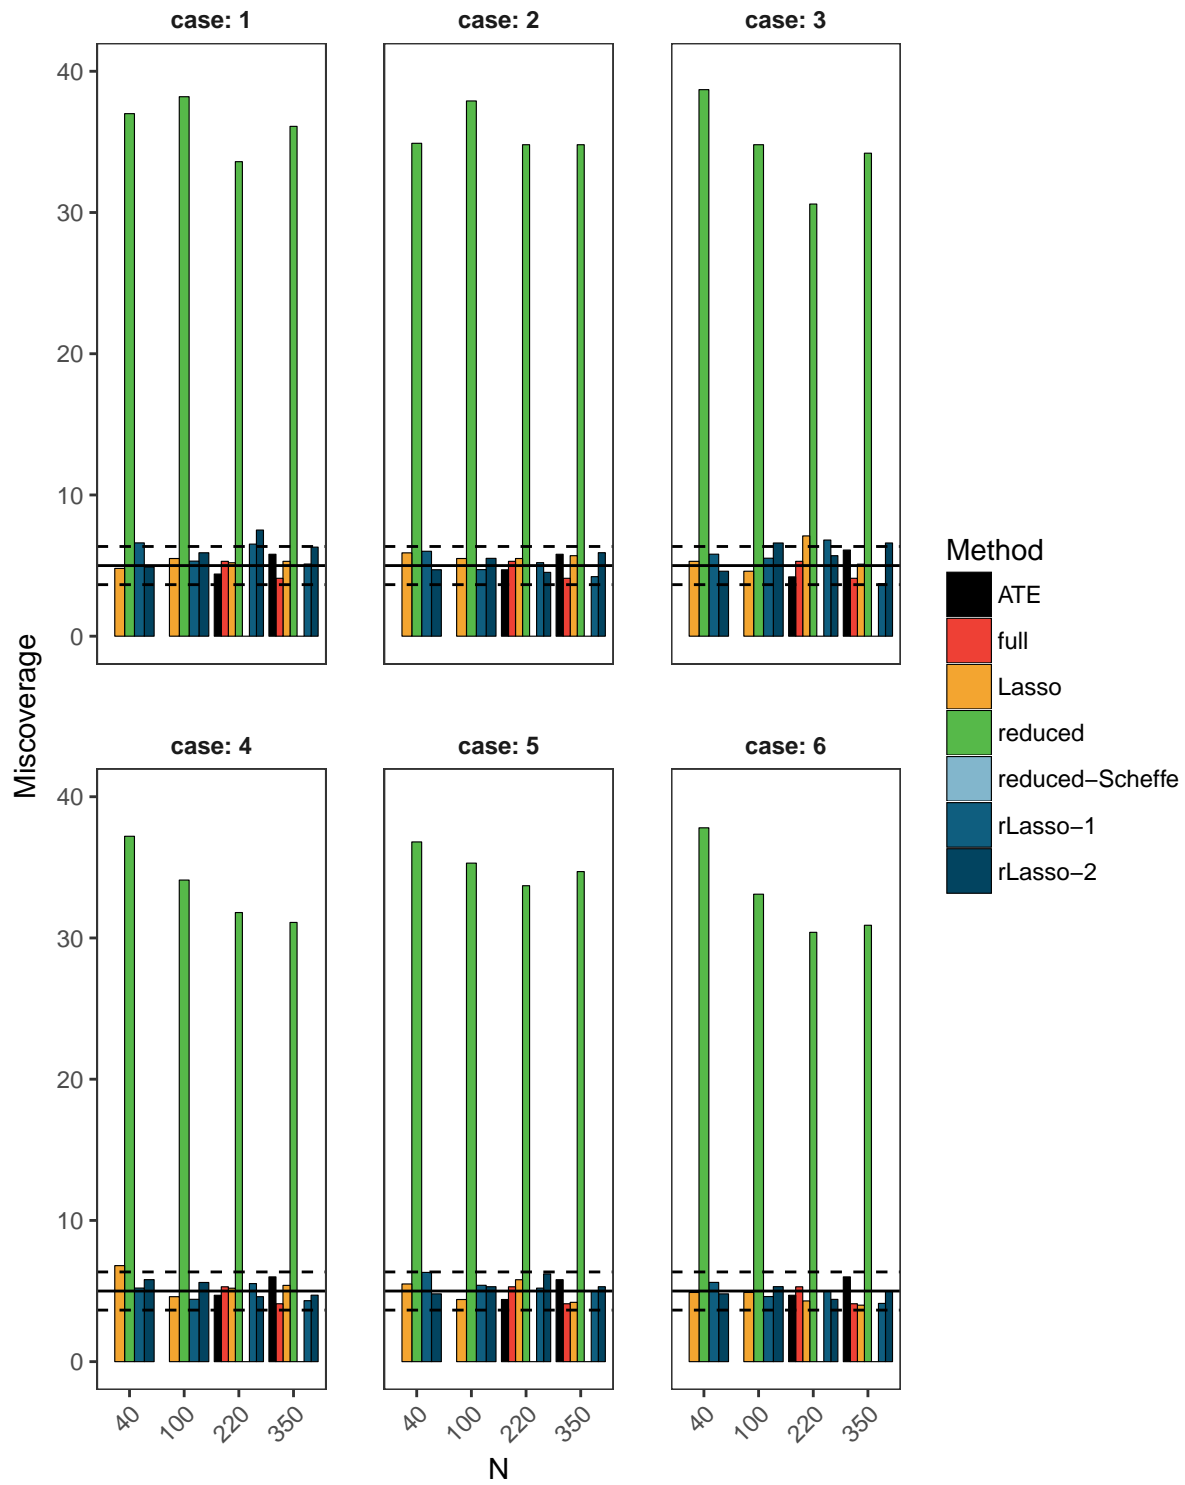 case: 1
case: 2
case: 3
40
30
20
10
0
Miscoverage
case: 4
case: 5
case: 6
40
30
20
10
0
40
100
220
350
40
100
220
350
40
100
220
350
N
Method
ATE
full
Lasso
reduced
reduced−Scheffe
rLasso−1
rLasso−2